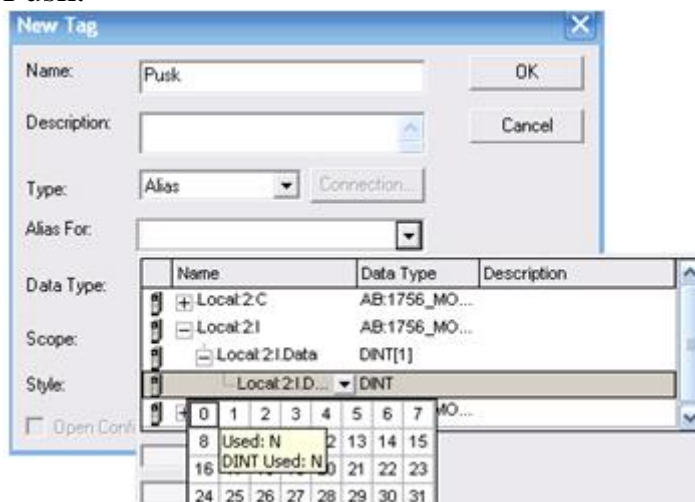 New Tag
Name: Pusk OK
Description: Cancel
Type: Alias Connection...
Alias For:
Data Type: Name Data Type Description
Local:2:C AB:1756_MO...
Scope: Local:2:I AB:1756_MO...
Local:2:I.Data DINT[1]
Style: Local:2:I.D... DINT
MO...
Open Confi
0 1 2 3 4 5 6 7
8 Used: N 2 13 14 15
16 DINT Used: N 0 21 22 23
24 25 26 27 28 29 30 31